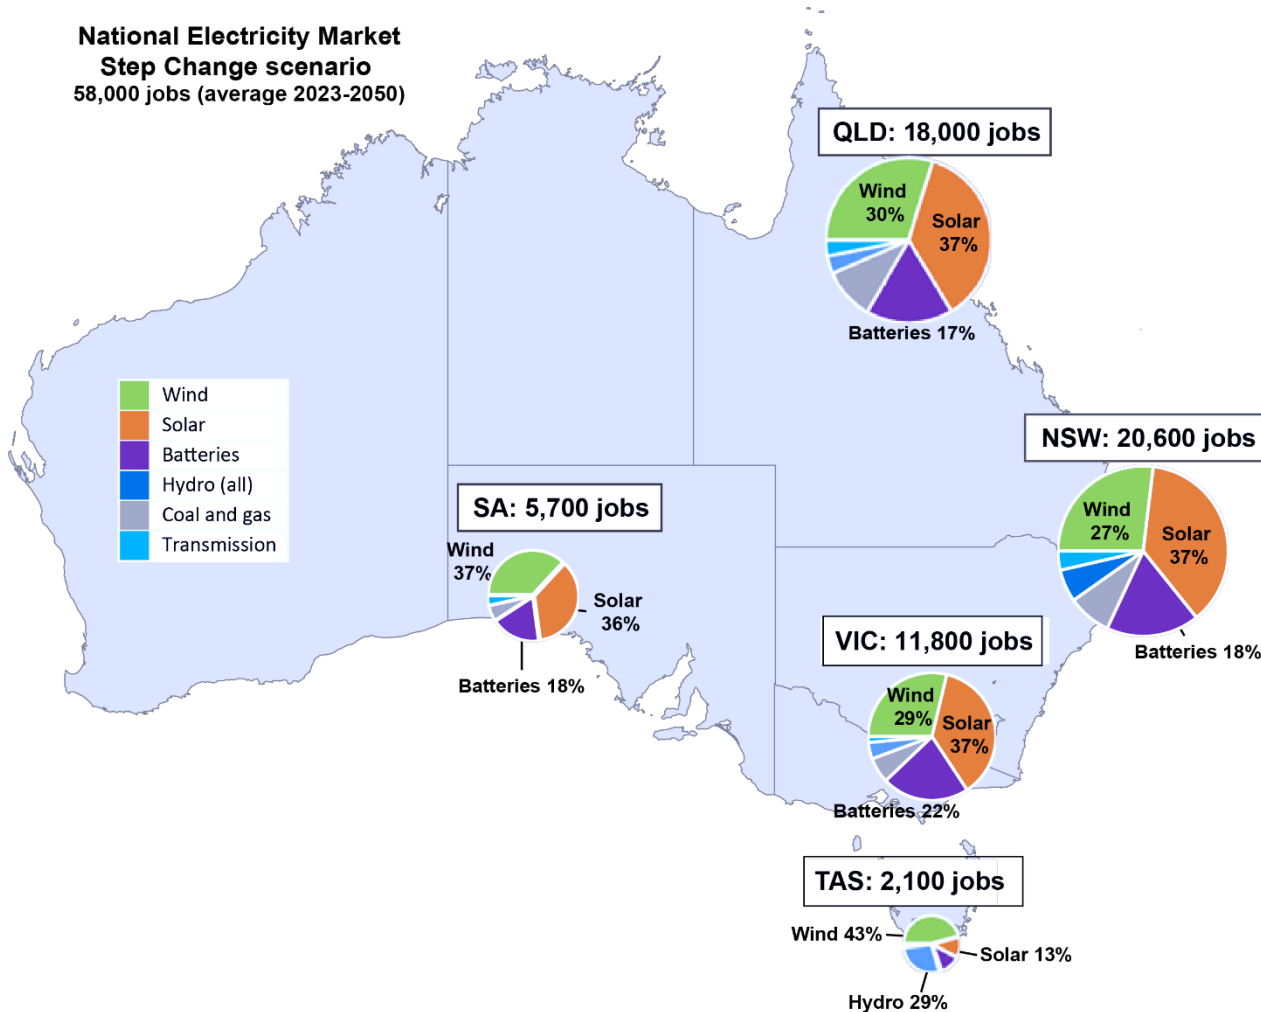 National Electricity Market
Step Change scenario
58,000 jobs (average 2023-2050)
QLD: 18,000 jobs
Wind
30%
Solar
37%
Batteries 17%
Wind
Solar
Batteries
Hydro (all)
Coal and gas
Transmission
NSW: 20,600 jobs
Wind
27%
Solar
37%
Batteries 18%
SA: 5,700 jobs
Wind
37%
Solar
36%
Batteries 18%
VIC: 11,800 jobs
Wind
29%
Solar
37%
Batteries 22%
TAS: 2,100 jobs
Wind 43%
Solar 13%
Hydro 29%